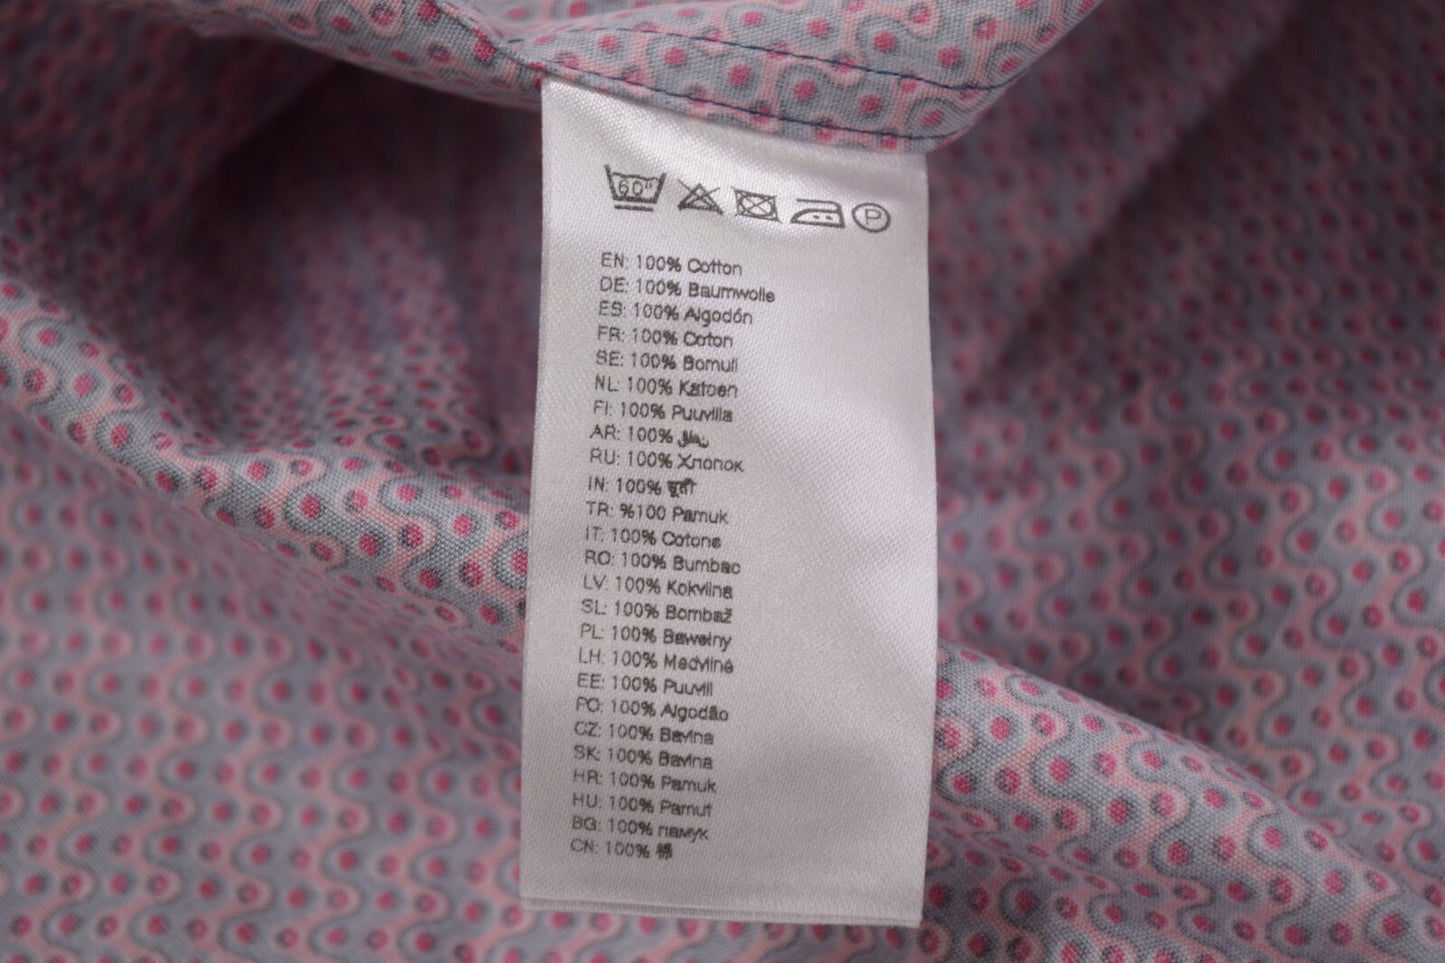 60°
P
EN: 100% Cotton
DE: 100% Baumwolle
ES: 100% Algodón
FR: 100% Coton
SE: 100% Bomull
NL: 100% Katoen
FI: 100% Puuvilla
AR: 100%
RU: 100% Хлопок
IN: 100%
TR: %100 Pamuk
IT: 100% Cotone
RO: 100% Bumbac
LV: 100% Kokvilna
SL: 100% Bombaž
PL: 100% Bawełny
LH: 100% Medvilnė
EE: 100% Puuvill
PO: 100% Algodão
CZ: 100% Bavlna
SK: 100% Bavlna
HR: 100% Pamuk
HU: 100% Pamut
BG: 100% памук
CN: 100% 棉